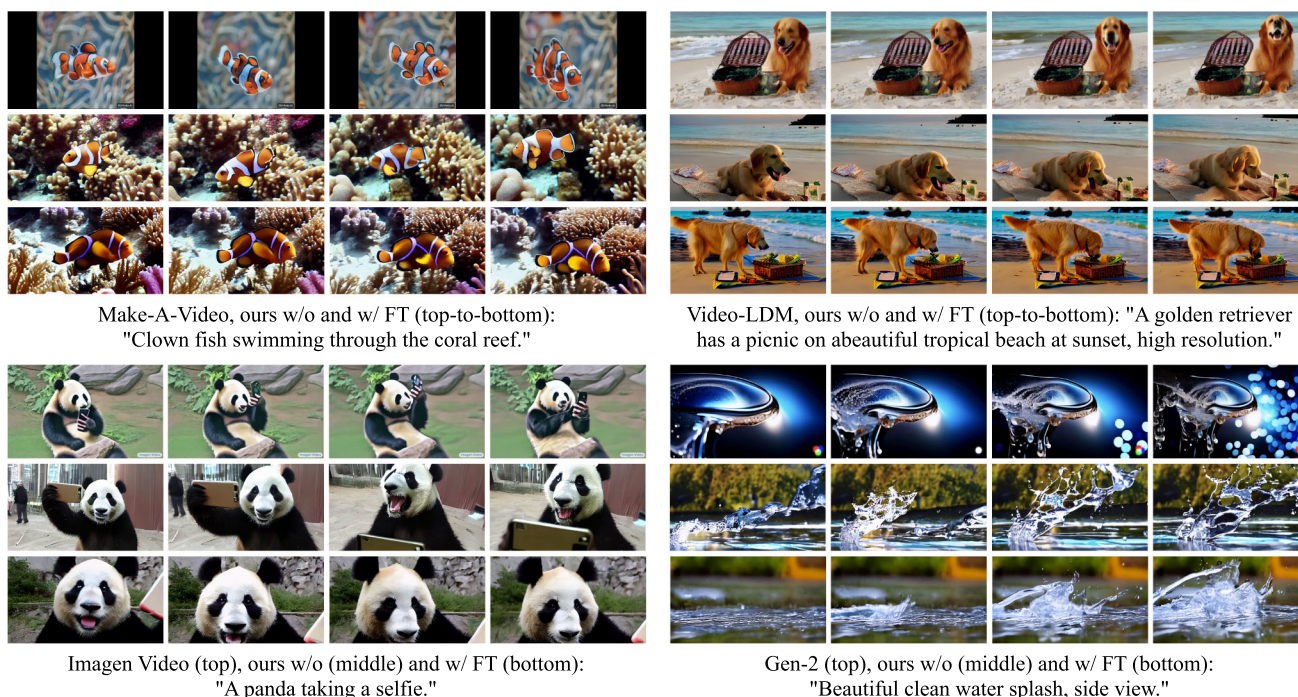 Make-A-Video, ours w/o and w/ FT (top-to-bottom):
"Clown fish swimming through the coral reef."
Video-LDM, ours w/o and w/ FT (top-to-bottom): "A golden retriever
has a picnic on abeautiful tropical beach at sunset, high resolution."
Imagen Video (top), ours w/o (middle) and w/ FT (bottom):
"A panda taking a selfie."
Gen-2 (top), ours w/o (middle) and w/ FT (bottom):
"Beautiful clean water splash, side view."